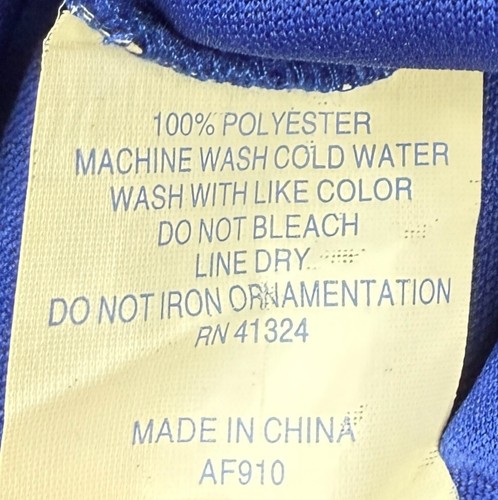 100% POLYESTER
MACHINE WASH COLD WATER
WASH WITH LIKE COLOR
DO NOT BLEACH
LINE DRY
DO NOT IRON ORNAMENTATION
RN 41324
MADE IN CHINA
AF910